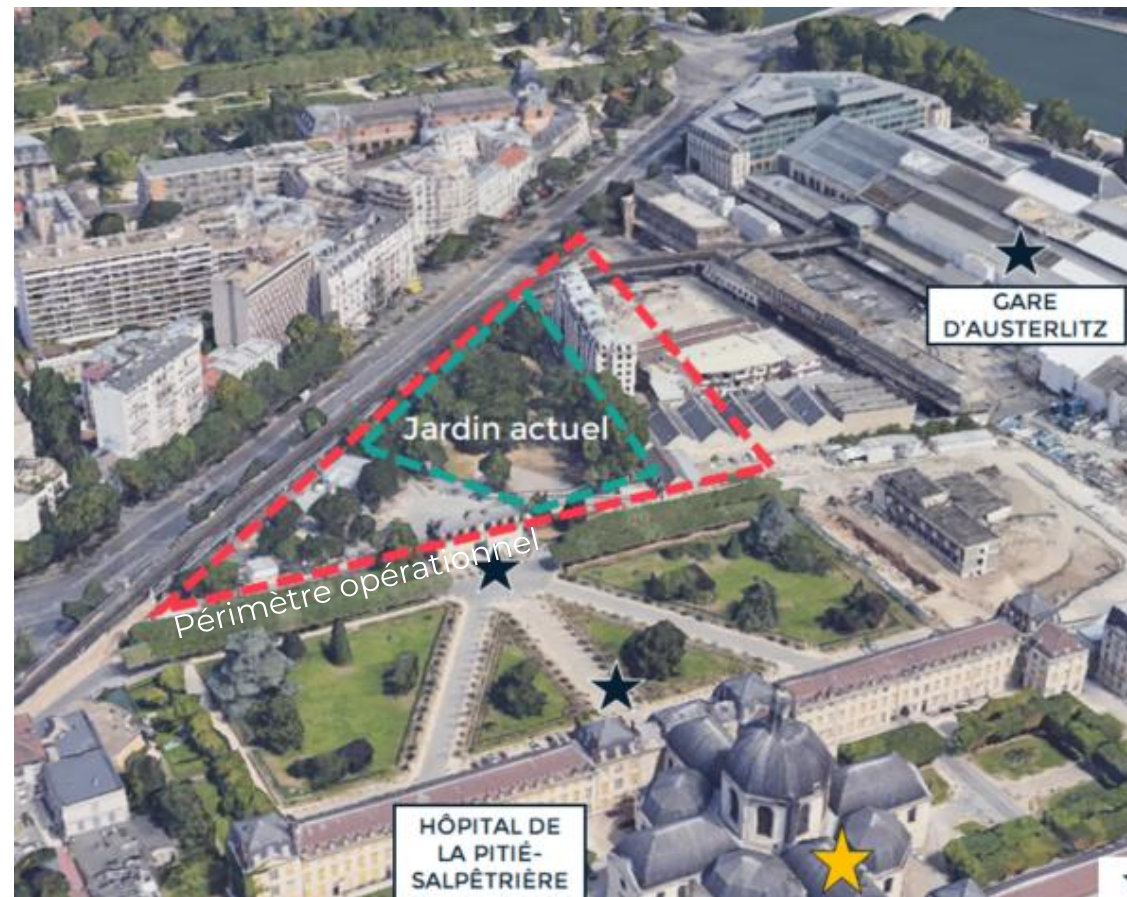 GARE
D'AUSTERLITZ
Jardin actuel
Périmètre opérationnel
HÔPITAL DE
LA PITIÉ-
SALPÊTRIÈRE